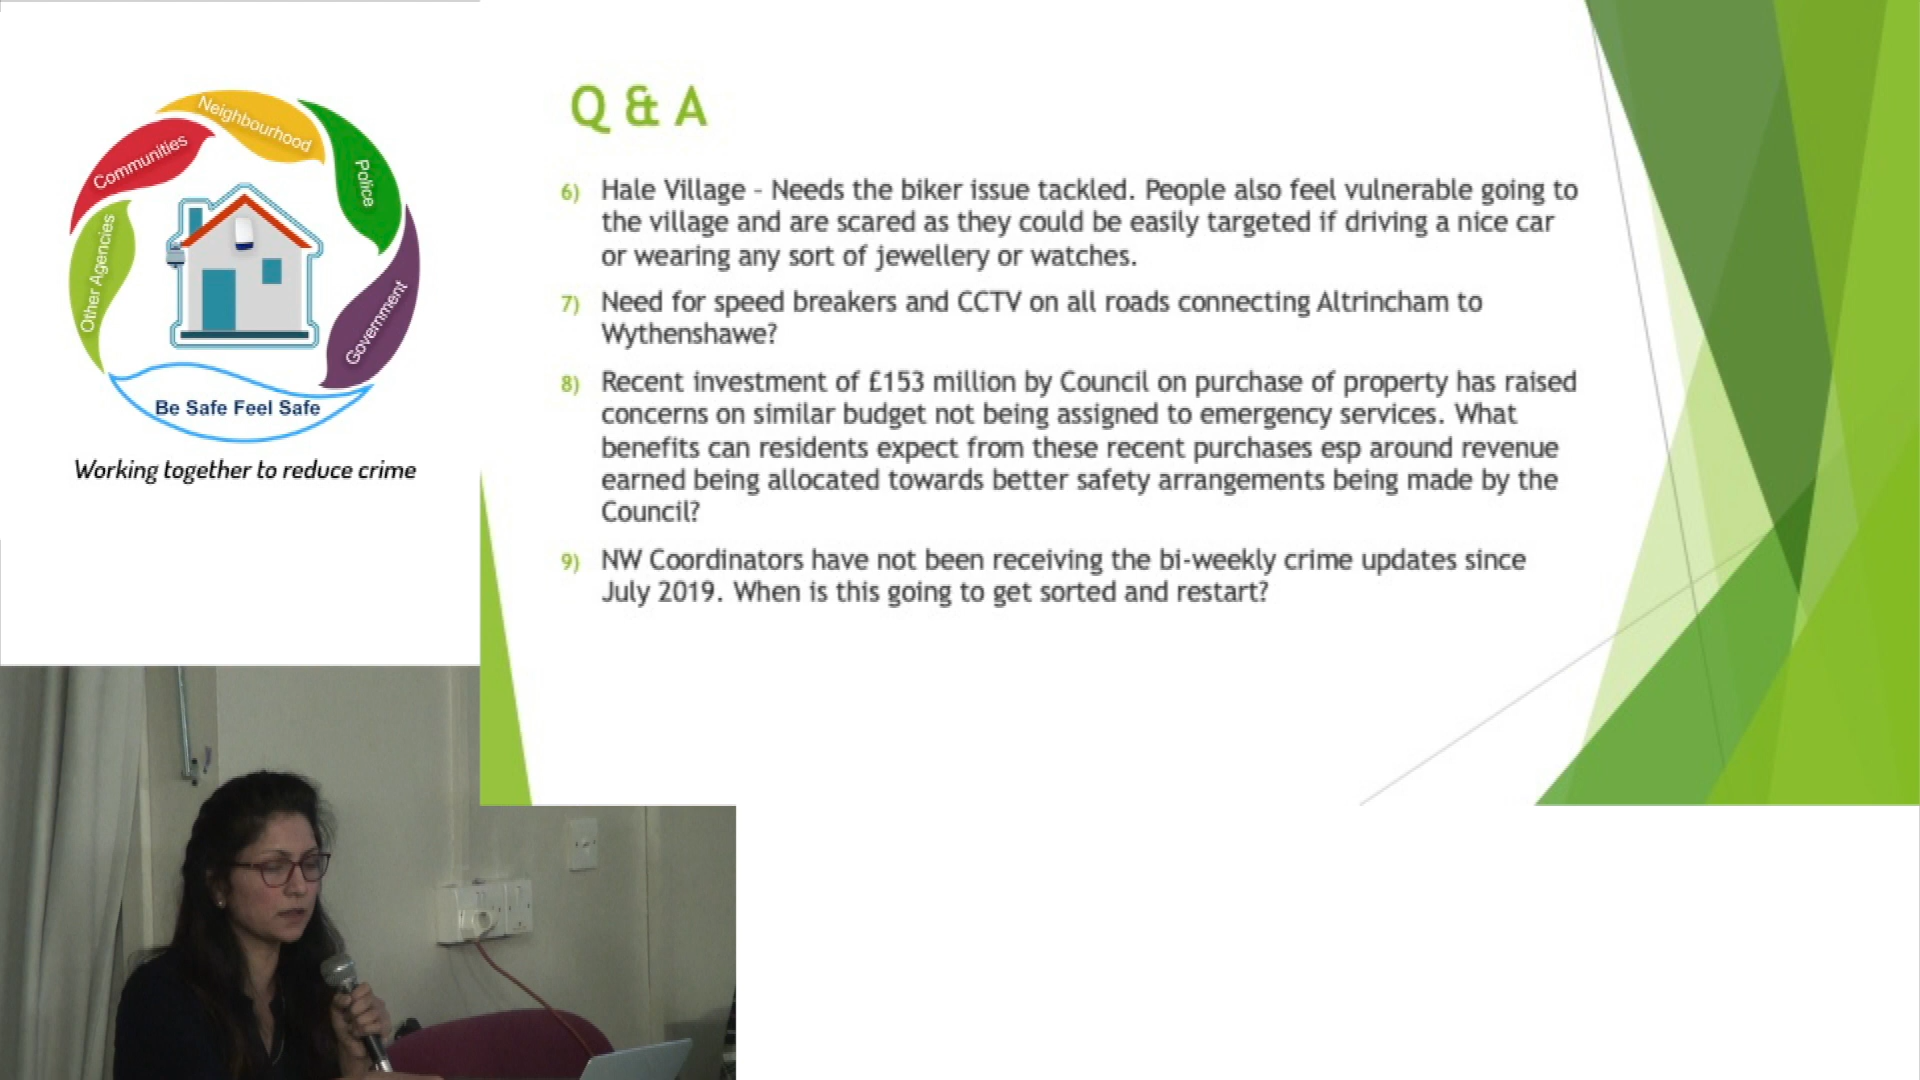 Neighbourhood
Communities
Police
Other Agencies
Government
Be Safe Feel Safe
Working together to reduce crime
Q & A
6) Hale Village - Needs the biker issue tackled. People also feel vulnerable going to
the village and are scared as they could be easily targeted if driving a nice car
or wearing any sort of jewellery or watches.
7) Need for speed breakers and CCTV on all roads connecting Altrincham to
Wythenshawe?
8) Recent investment of £153 million by Council on purchase of property has raised
concerns on similar budget not being assigned to emergency services. What
benefits can residents expect from these recent purchases esp around revenue
earned being allocated towards better safety arrangements being made by the
Council?
9) NW Coordinators have not been receiving the bi-weekly crime updates since
July 2019. When is this going to get sorted and restart?